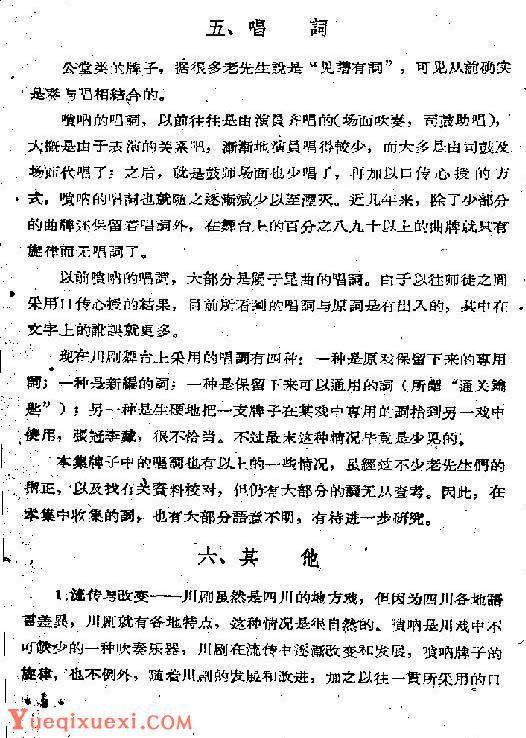 五、唱 詞
公堂类的牌子，据很多老先生說是“见譜有詞”，可见从前确实
是奏与唱相結合的。
嗩吶的唱詞，以前往往是由演員齐唱的(場面吹奏，司鼓助唱)，
大概是由于表演的关系吧，漸漸地演員唱得較少，而大多是由司鼓及
場师代唱了；之后，就是鼓师場面也少唱了，再加以口传心授的方
式，嗩吶的唱詞也就随之逐漸减少以至湮灭。近几年来，除了少部分
的曲牌还保留着唱詞外，在舞台上的百分之八九十以上的曲牌就只有
旋律而无唱詞了。
以前嗩吶的唱詞，大部分是屬于昆曲的唱詞。由于以往师徒之間
采用口传心授的結果，目前所看到的唱詞与原詞是有出入的，其中在
文字上的訛誤就更多。
現在川剧舞台上采用的唱詞有四种：一种是原戏保留下来的专用
詞；一种是新編的詞；一种是保留下来可以通用的詞（所謂“通关鑰
匙”）；另一种是生硬地把一支牌子在某戏中专用的詞拾到另一戏中
使用，張冠李戴，很不恰当。不过最末这种情况毕竟是少見的。
本集牌子中的唱詞也有以上的一些情况，虽經过不少老先生們的
指正，以及找有关資料校对，但仍有大部分的詞无从查考。因此，在
本集中收集的詞，也有大部分語意不明，有待进一步研究。
六、其 他
1.流传与改变——川剧虽然是四川的地方戏，但因为四川各地語
言差異，川剧就有各地特点，这种情况是很自然的。嗩吶是川戏中不
可缺少的一种吹奏乐器，川剧在流传中逐漸改变和发展，嗩吶牌子的
旋律，也不例外，随着川剧的发展和改进，加之以往一貫所采用的口
Yueqixuexi.com